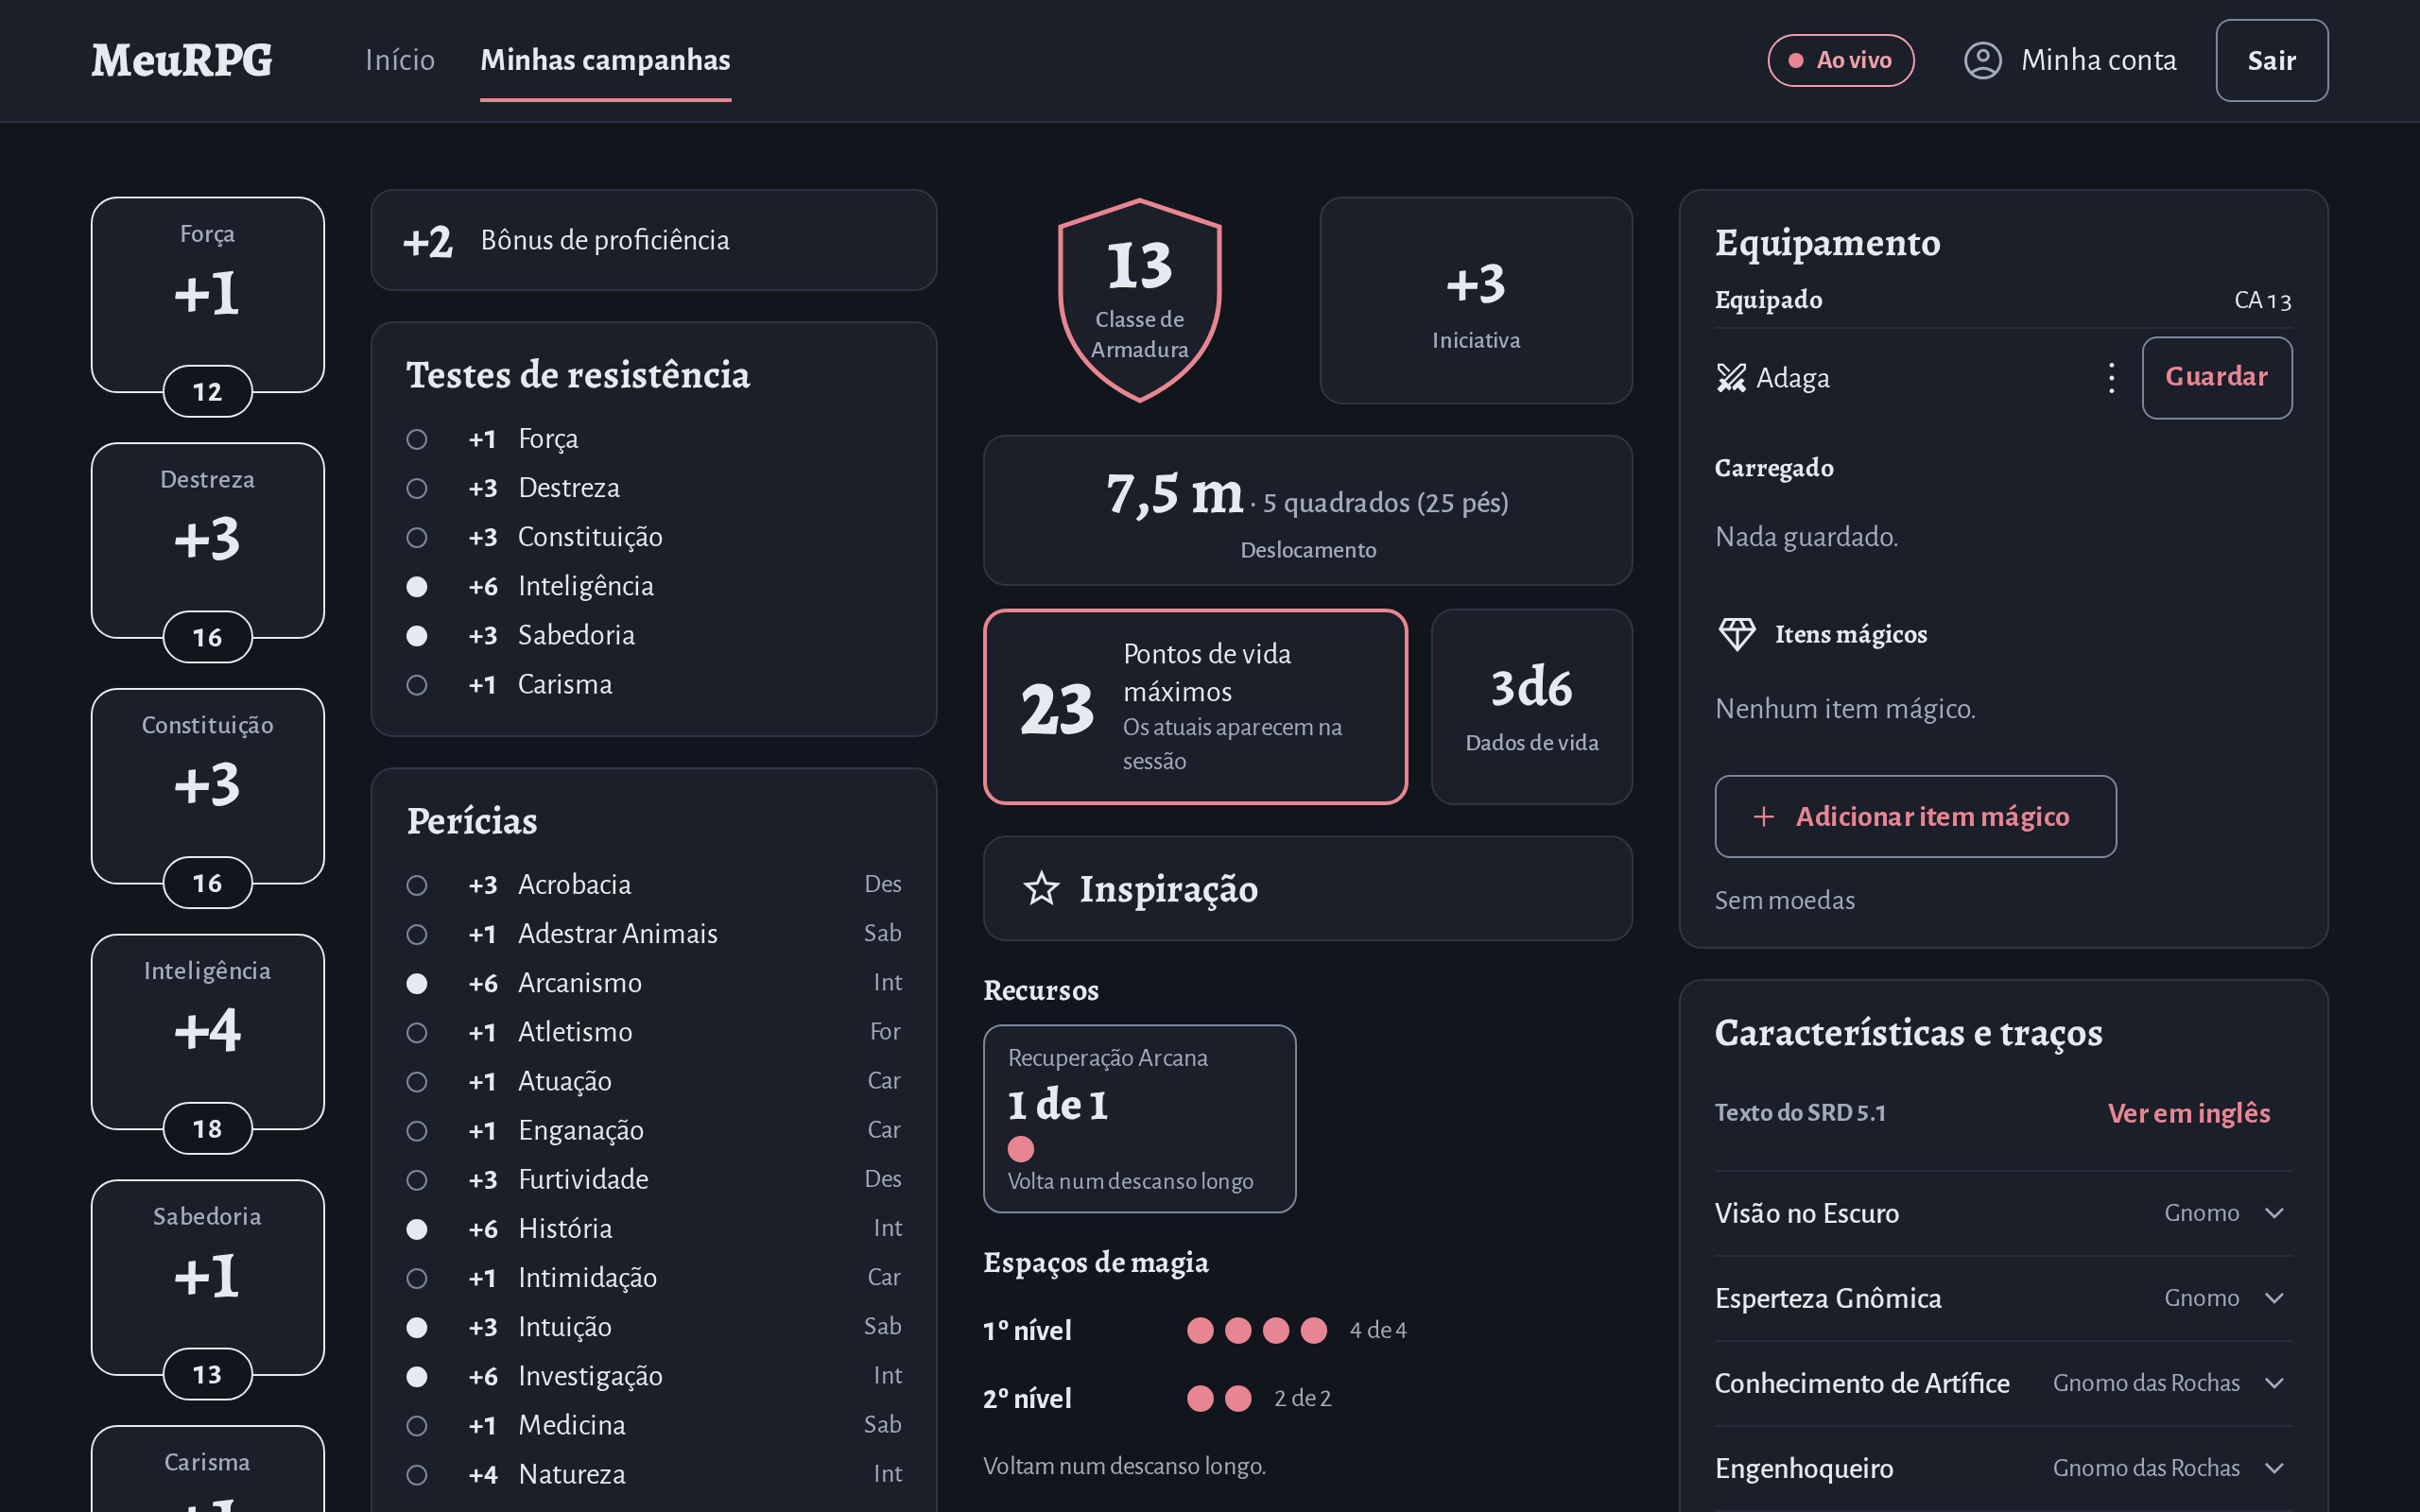 MeuRPG
Início
Minhas campanhas
Ao vivo
Minha conta
Sair
Força
+1
12
Destreza
+3
16
Constituição
+3
16
Inteligência
+4
18
Sabedoria
+1
13
Carisma
+2 Bônus de proficiência
Testes de resistência
+1 Força
+3 Destreza
+3 Constituição
+6 Inteligência
+3 Sabedoria
+1 Carisma
Perícias
+3 Acrobacia Des
+1 Adestrar Animais Sab
+6 Arcanismo Int
+1 Atletismo For
+1 Atuação Car
+1 Enganação Car
+3 Furtividade Des
+6 História Int
+1 Intimidação Car
+3 Intuição Sab
+6 Investigação Int
+1 Medicina Sab
+4 Natureza Int
13
Classe de
Armadura
+3
Iniciativa
7,5 m · 5 quadrados (25 pés)
Deslocamento
23
Pontos de vida
máximos
Os atuais aparecem na
sessão
3d6
Dados de vida
Inspiração
Recursos
Recuperação Arcana
1 de 1
Volta num descanso longo
Espaços de magia
1º nível 4 de 4
2º nível 2 de 2
Voltam num descanso longo.
Equipamento
Equipado CA 13
Adaga Guardar
Carregado
Nada guardado.
Itens mágicos
Nenhum item mágico.
+ Adicionar item mágico
Sem moedas
Características e traços
Texto do SRD 5.1 Ver em inglês
Visão no Escuro Gnomo
Esperteza Gnômica Gnomo
Conhecimento de Artífice Gnomo das Rochas
Engenhoqueiro Gnomo das Rochas